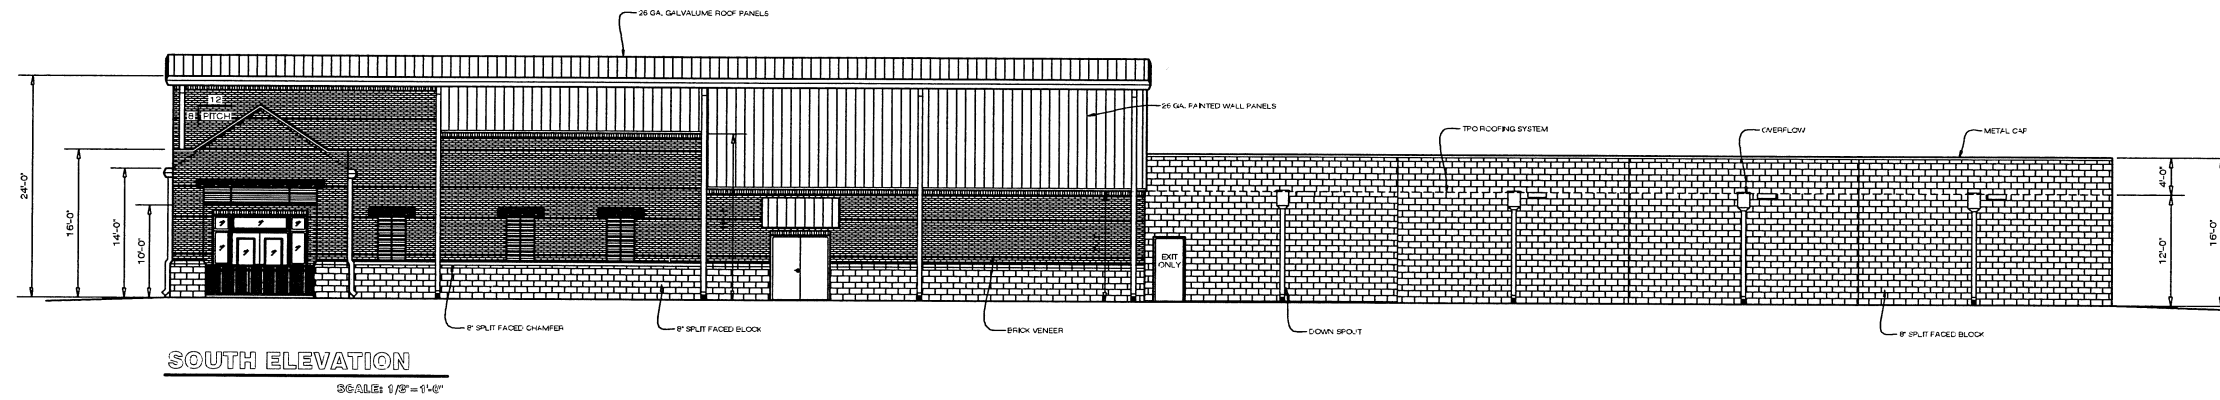 26 GA. GALVALUME ROOF PANELS
12
8 PITCH
26 GA. PAINTED WALL PANELS
TPO ROOFING SYSTEM
OVERFLOW
METAL CAP
24'-0"
16'-0"
14'-0"
10'-0"
EXIT
ONLY
4'-0"
12'-0"
16'-0"
8" SPLIT FACED CHAMFER
8" SPLIT FACED BLOCK
BRICK VENEER
DOWN SPOUT
8" SPLIT FACED BLOCK
SOUTH ELEVATION
SCALE: 1/8"=1'-0"